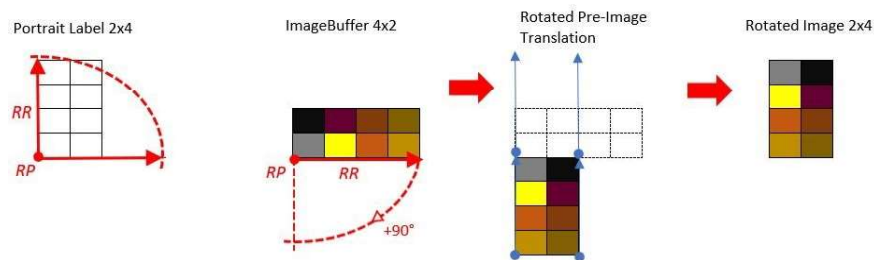 Portrait Label 2x4
ImageBuffer 4x2
Rotated Pre-Image
Translation
Rotated Image 2x4
RR
RP
RP
RR
+90°